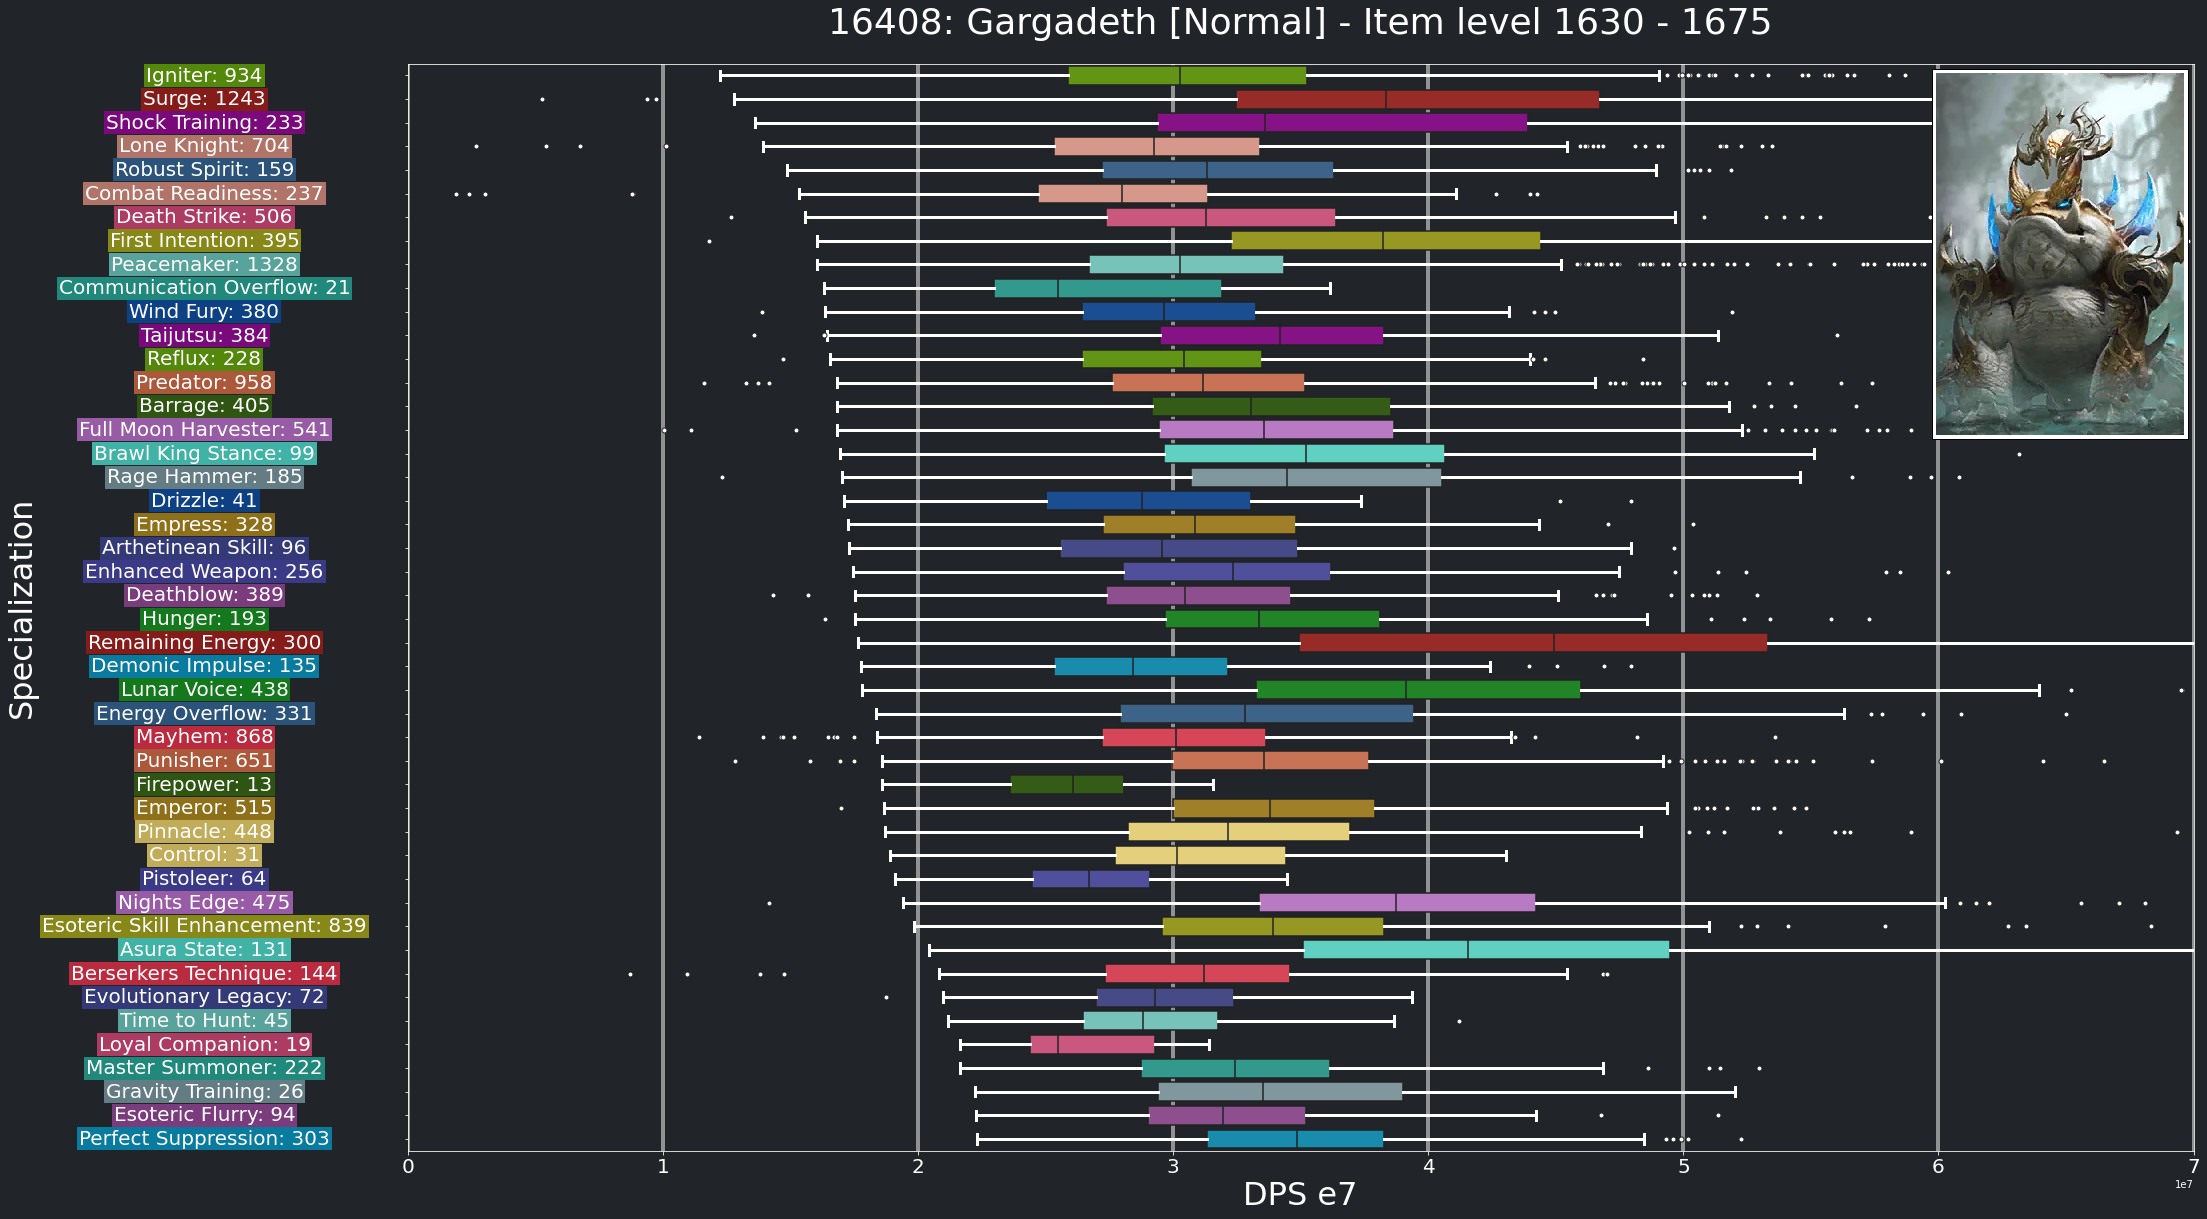 16408: Gargadeth [Normal] - Item level 1630 - 1675
Specialization
Igniter: 934
Surge: 1243
Shock Training: 233
Lone Knight: 704
Robust Spirit: 159
Combat Readiness: 237
Death Strike: 506
First Intention: 395
Peacemaker: 1328
Communication Overflow: 21
Wind Fury: 380
Taijutsu: 384
Reflux: 228
Predator: 958
Barrage: 405
Full Moon Harvester: 541
Brawl King Stance: 99
Rage Hammer: 185
Drizzle: 41
Empress: 328
Arthetinean Skill: 96
Enhanced Weapon: 256
Deathblow: 389
Hunger: 193
Remaining Energy: 300
Demonic Impulse: 135
Lunar Voice: 438
Energy Overflow: 331
Mayhem: 868
Punisher: 651
Firepower: 13
Emperor: 515
Pinnacle: 448
Control: 31
Pistoleer: 64
Nights Edge: 475
Esoteric Skill Enhancement: 839
Asura State: 131
Berserkers Technique: 144
Evolutionary Legacy: 72
Time to Hunt: 45
Loyal Companion: 19
Master Summoner: 222
Gravity Training: 26
Esoteric Flurry: 94
Perfect Suppression: 303
0 1 2 3 4 5 6 7
1e7
DPS e7